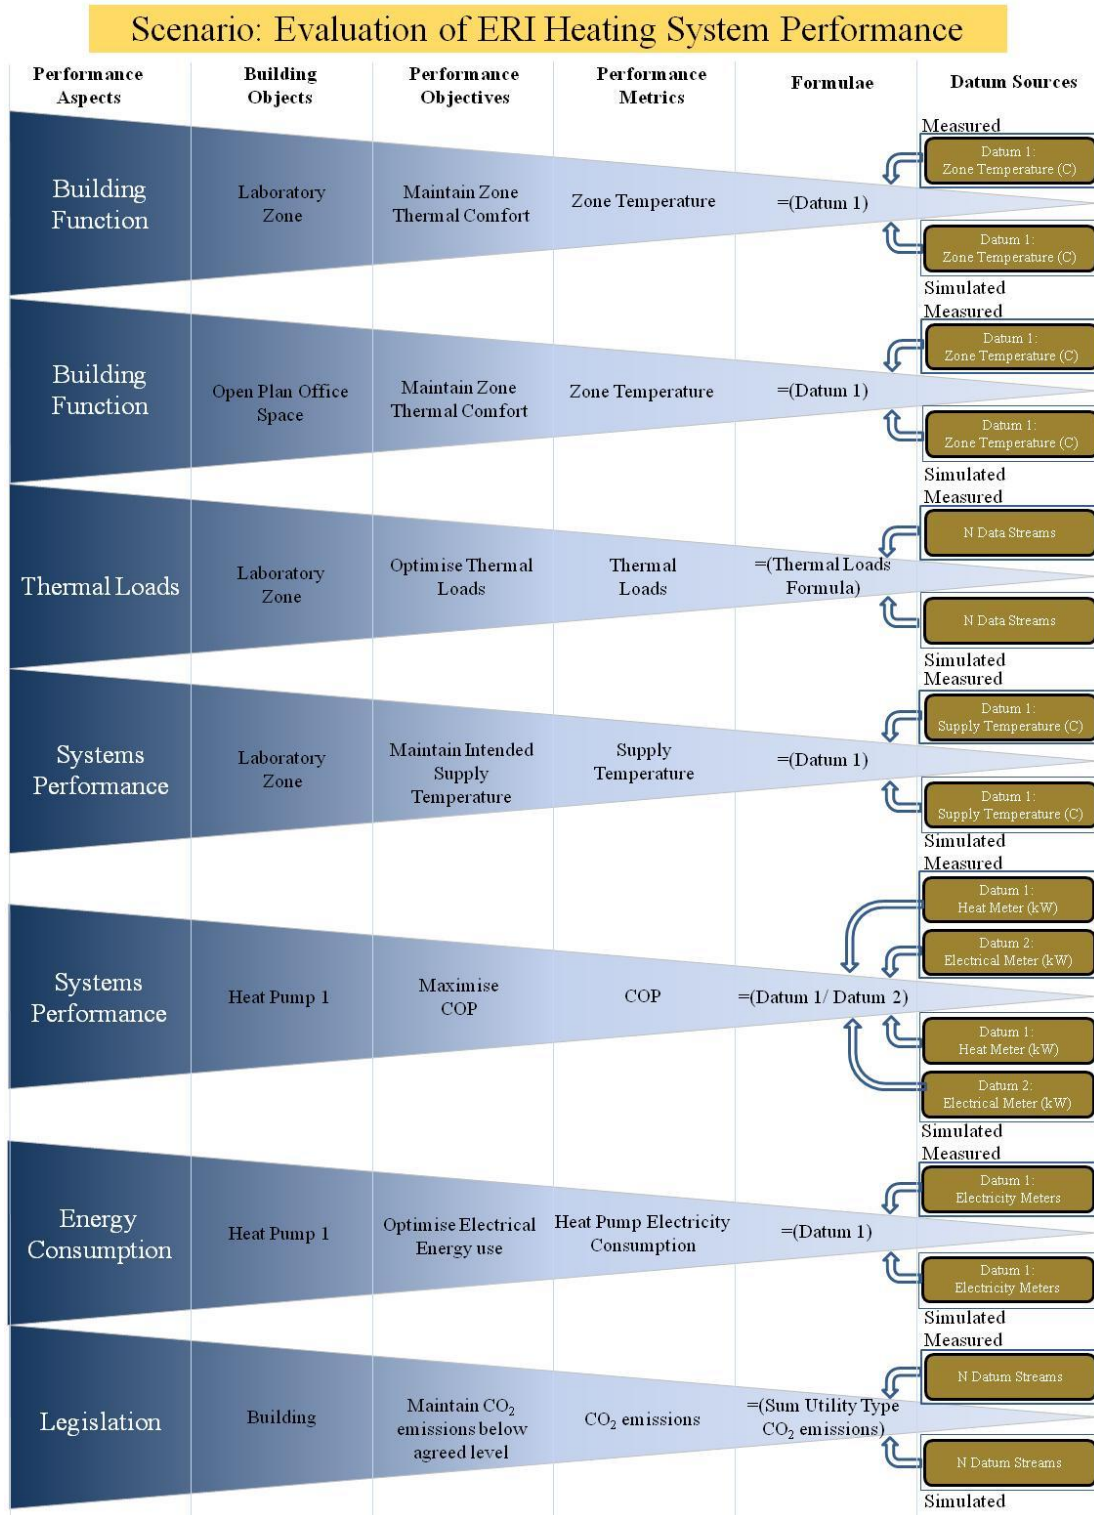 Scenario: Evaluation of ERI Heating System Performance
Performance Aspects
Building Objects
Performance Objectives
Performance Metrics
Formulae
Datum Sources
Building
Function
Laboratory
Zone
Maintain Zone
Thermal Comfort
Zone Temperature
=(Datum 1)
Measured
Datum 1:
Zone Temperature (C)
Datum 1:
Zone Temperature (C)
Simulated
Building
Function
Open Plan Office
Space
Maintain Zone
Thermal Comfort
Zone Temperature
=(Datum 1)
Measured
Datum 1:
Zone Temperature (C)
Datum 1:
Zone Temperature (C)
Simulated
Thermal Loads
Laboratory
Zone
Optimise Thermal
Loads
Thermal
Loads
=(Thermal Loads
Formula)
Measured
N Data Streams
N Data Streams
Simulated
Systems
Performance
Laboratory
Zone
Maintain Intended
Supply
Temperature
Supply
Temperature
=(Datum 1)
Measured
Datum 1:
Supply Temperature (C)
Datum 1:
Supply Temperature (C)
Simulated
Systems
Performance
Heat Pump 1
Maximise
COP
COP
=(Datum 1/ Datum 2)
Measured
Datum 1:
Heat Meter (kW)
Datum 2:
Electrical Meter (kW)
Datum 1:
Heat Meter (kW)
Datum 2:
Electrical Meter (kW)
Simulated
Energy
Consumption
Heat Pump 1
Optimise Electrical
Energy use
Heat Pump Electricity
Consumption
=(Datum 1)
Measured
Datum 1:
Electricity Meters
Datum 1:
Electricity Meters
Simulated
Legislation
Building
Maintain CO₂
emissions below
agreed level
CO₂ emissions
=(Sum Utility Type
CO₂ emissions)
Measured
N Datum Streams
N Datum Streams
Simulated